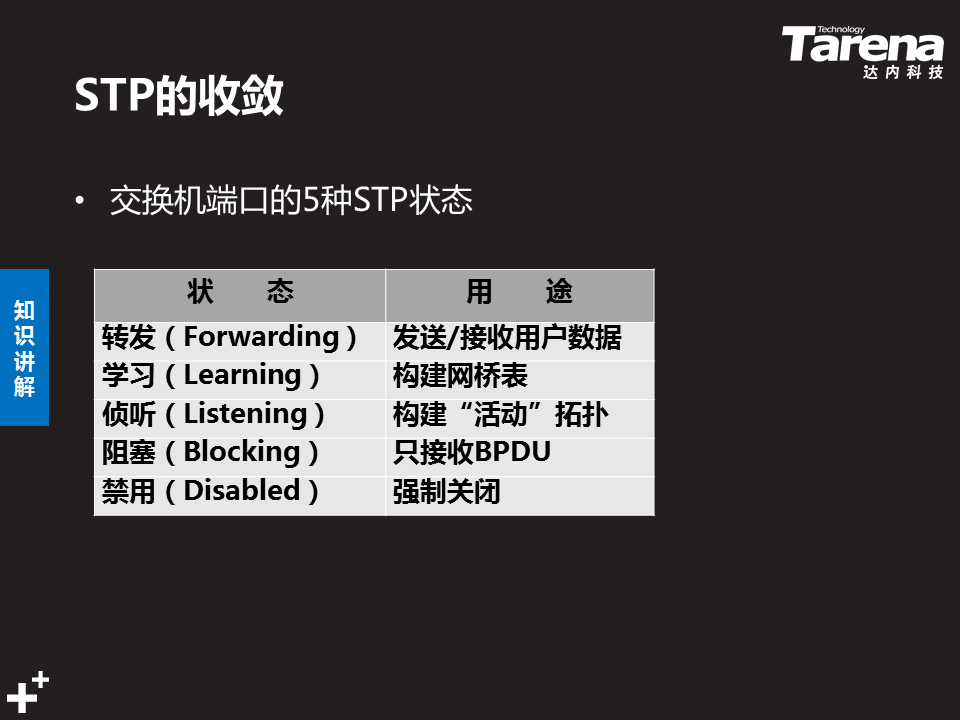 Technology
Tarena
达内科技
STP的收敛
• 交换机端口的5种STP状态
知识讲解
状 态 用 途
转发（Forwarding） 发送/接收用户数据
学习（Learning） 构建网桥表
侦听（Listening） 构建“活动”拓扑
阻塞（Blocking） 只接收BPDU
禁用（Disabled） 强制关闭